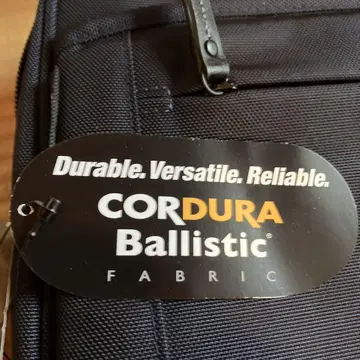 Durable. Versatile. Reliable.
CORDURA
Ballistic®
FABRIC